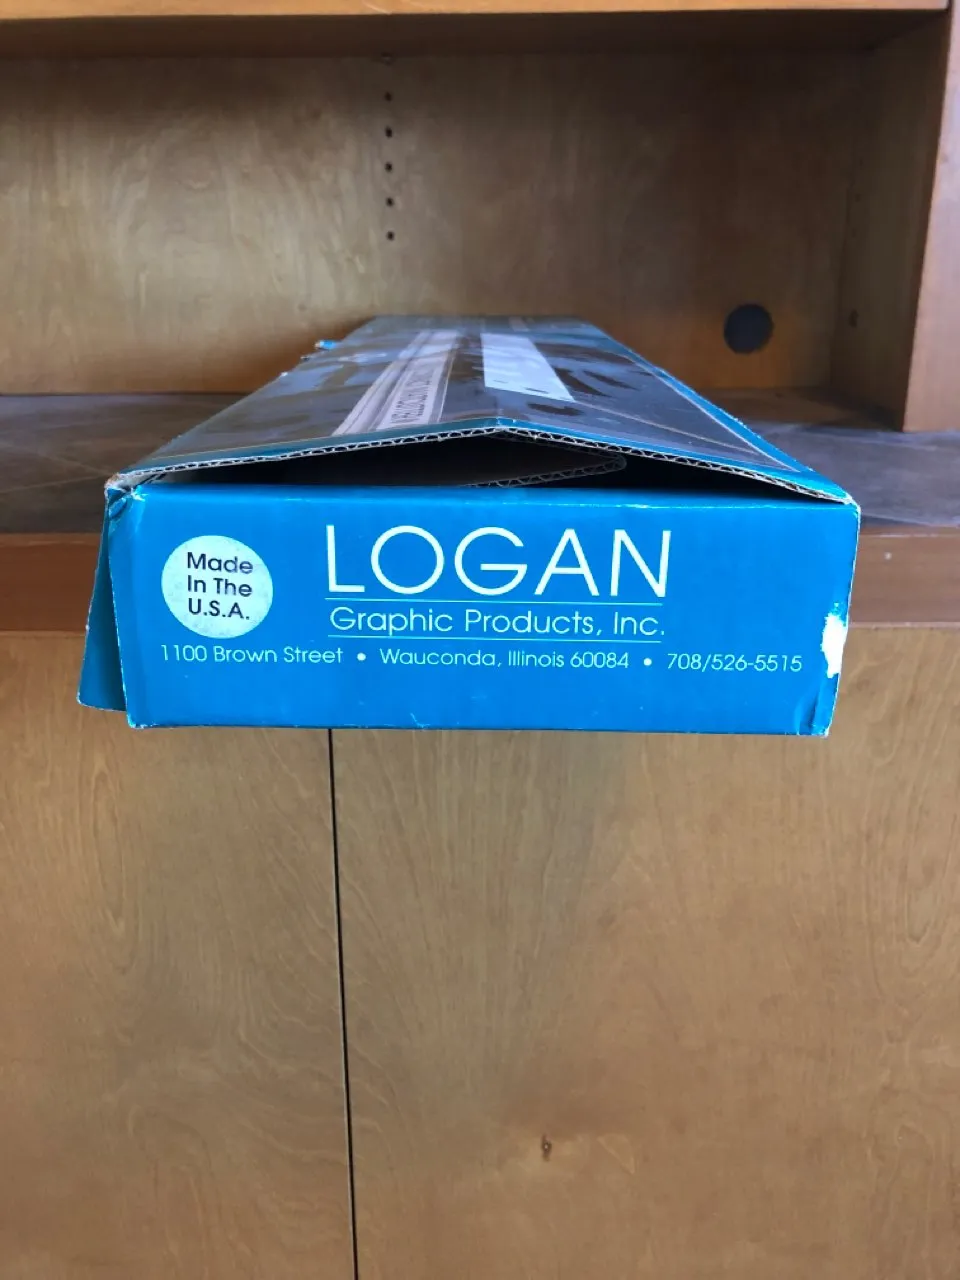 Made
In The
U.S.A.
LOGAN
Graphic Products, Inc.
1100 Brown Street • Wauconda, Illinois 60084 • 708/526-5515